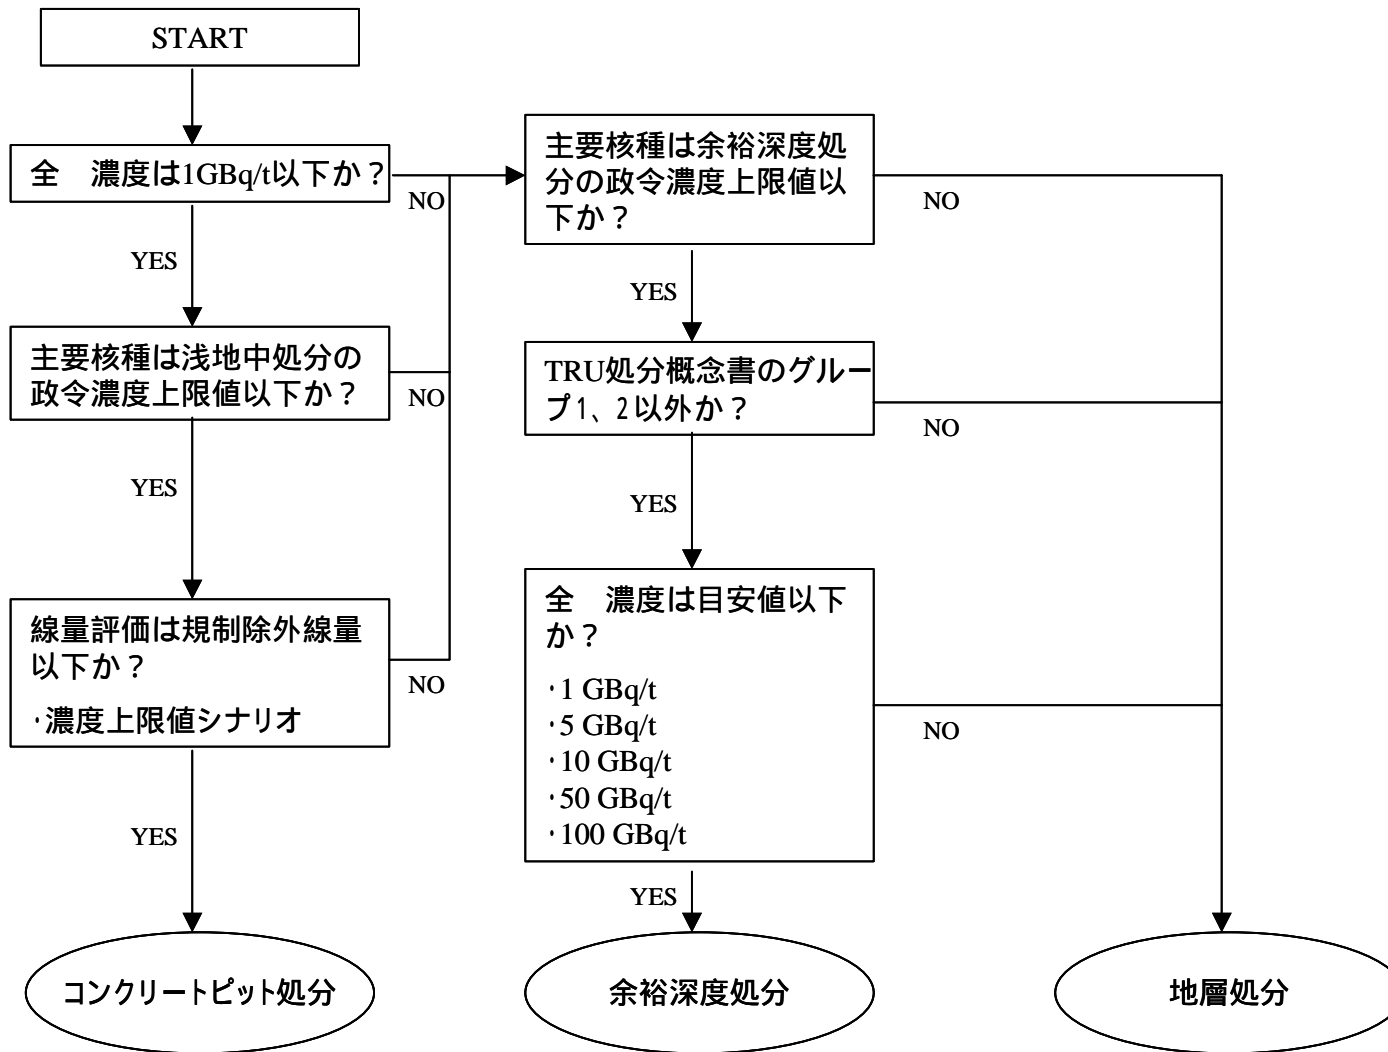 START
全　濃度は1GBq/t以下か？
NO
YES
主要核種は浅地中処分の
政令濃度上限値以下か？
NO
YES
線量評価は規制除外線量
以下か？
・濃度上限値シナリオ
NO
YES
コンクリートピット処分
主要核種は余裕深度処
分の政令濃度上限値以
下か？
NO
YES
TRU処分概念書のグルー
プ1、2以外か？
NO
YES
全　濃度は目安値以下
か？
・1 GBq/t
・5 GBq/t
・10 GBq/t
・50 GBq/t
・100 GBq/t
NO
YES
余裕深度処分
地層処分